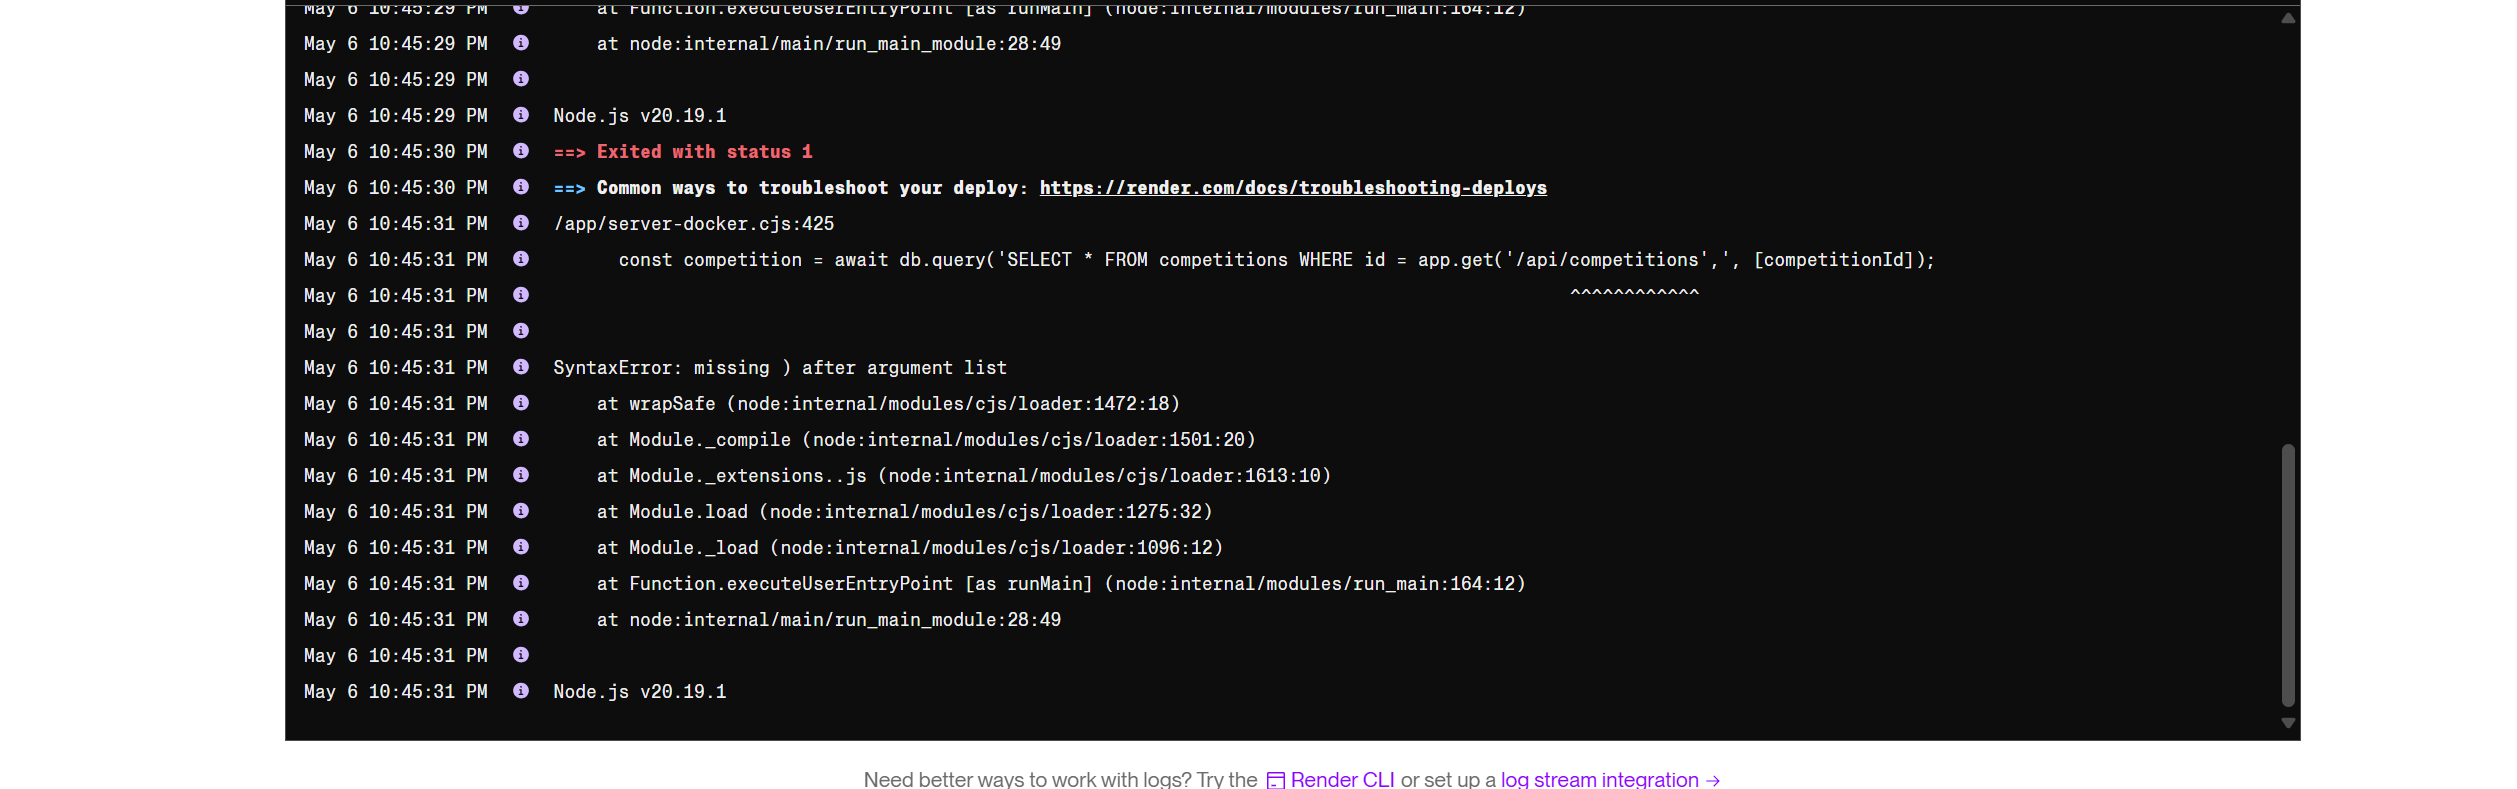 May 6 10:45:29 PM at Function.executeUserEntryPoint [as runMain] (node:internal/modules/run_main:164:12)
May 6 10:45:29 PM at node:internal/main/run_main_module:28:49
May 6 10:45:29 PM
May 6 10:45:29 PM Node.js v20.19.1
May 6 10:45:30 PM ==> Exited with status 1
May 6 10:45:30 PM ==> Common ways to troubleshoot your deploy: https://render.com/docs/troubleshooting-deploys
May 6 10:45:31 PM /app/server-docker.cjs:425
May 6 10:45:31 PM const competition = await db.query('SELECT * FROM competitions WHERE id = app.get('/api/competitions',', [competitionId]);
May 6 10:45:31 PM ^^^^^^^^^^^^
May 6 10:45:31 PM
May 6 10:45:31 PM SyntaxError: missing ) after argument list
May 6 10:45:31 PM at wrapSafe (node:internal/modules/cjs/loader:1472:18)
May 6 10:45:31 PM at Module._compile (node:internal/modules/cjs/loader:1501:20)
May 6 10:45:31 PM at Module._extensions..js (node:internal/modules/cjs/loader:1613:10)
May 6 10:45:31 PM at Module.load (node:internal/modules/cjs/loader:1275:32)
May 6 10:45:31 PM at Module._load (node:internal/modules/cjs/loader:1096:12)
May 6 10:45:31 PM at Function.executeUserEntryPoint [as runMain] (node:internal/modules/run_main:164:12)
May 6 10:45:31 PM at node:internal/main/run_main_module:28:49
May 6 10:45:31 PM
May 6 10:45:31 PM Node.js v20.19.1
Need better ways to work with logs? Try the Render CLI or set up a log stream integration →